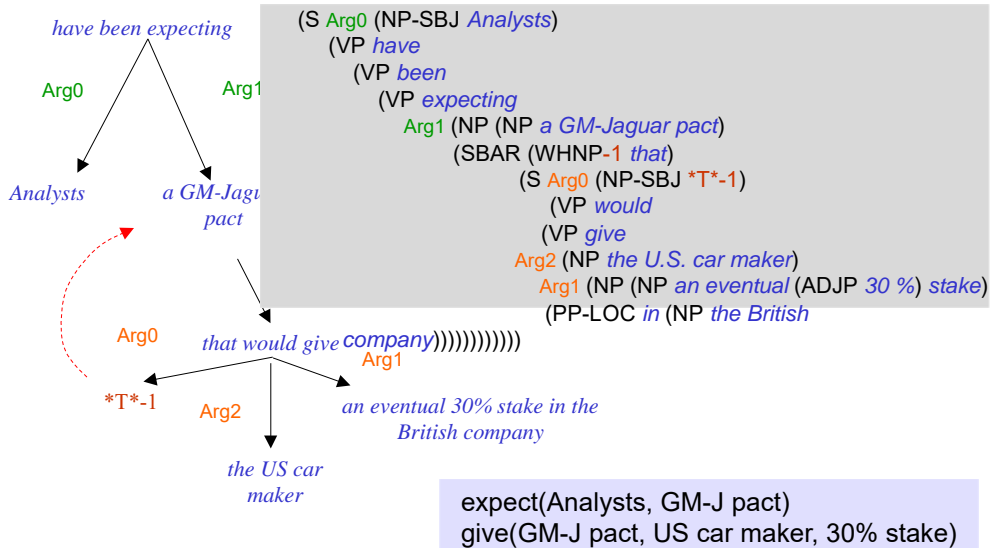 have been expecting
Arg0
Arg1
Analysts
a GM-Jagu
pact
(S Arg0 (NP-SBJ Analysts)
(VP have
(VP been
(VP expecting
Arg1 (NP (NP a GM-Jaguar pact)
(SBAR (WHNP-1 that)
(S Arg0 (NP-SBJ *T*-1)
(VP would
(VP give
Arg2 (NP the U.S. car maker)
Arg1 (NP (NP an eventual (ADJP 30 %) stake)
(PP-LOC in (NP the British
company))))))))))))
that would give
Arg0
Arg1
*T*-1
Arg2
an eventual 30% stake in the
British company
the US car
maker
expect(Analysts, GM-J pact)
give(GM-J pact, US car maker, 30% stake)